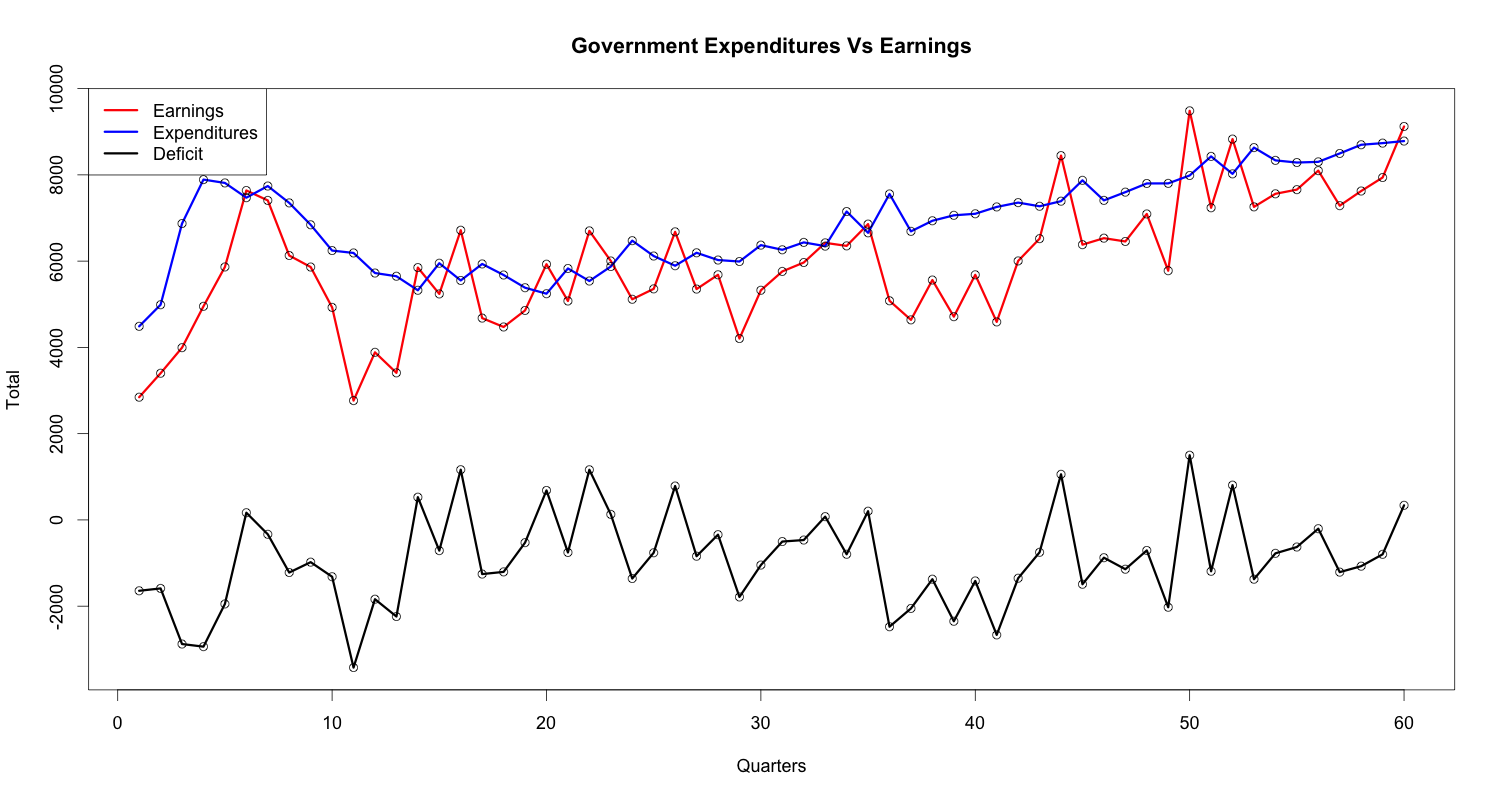 Government Expenditures Vs Earnings
Earnings
Expenditures
Deficit
Total
10000
8000
6000
4000
2000
0
-2000
0 10 20 30 40 50 60
Quarters